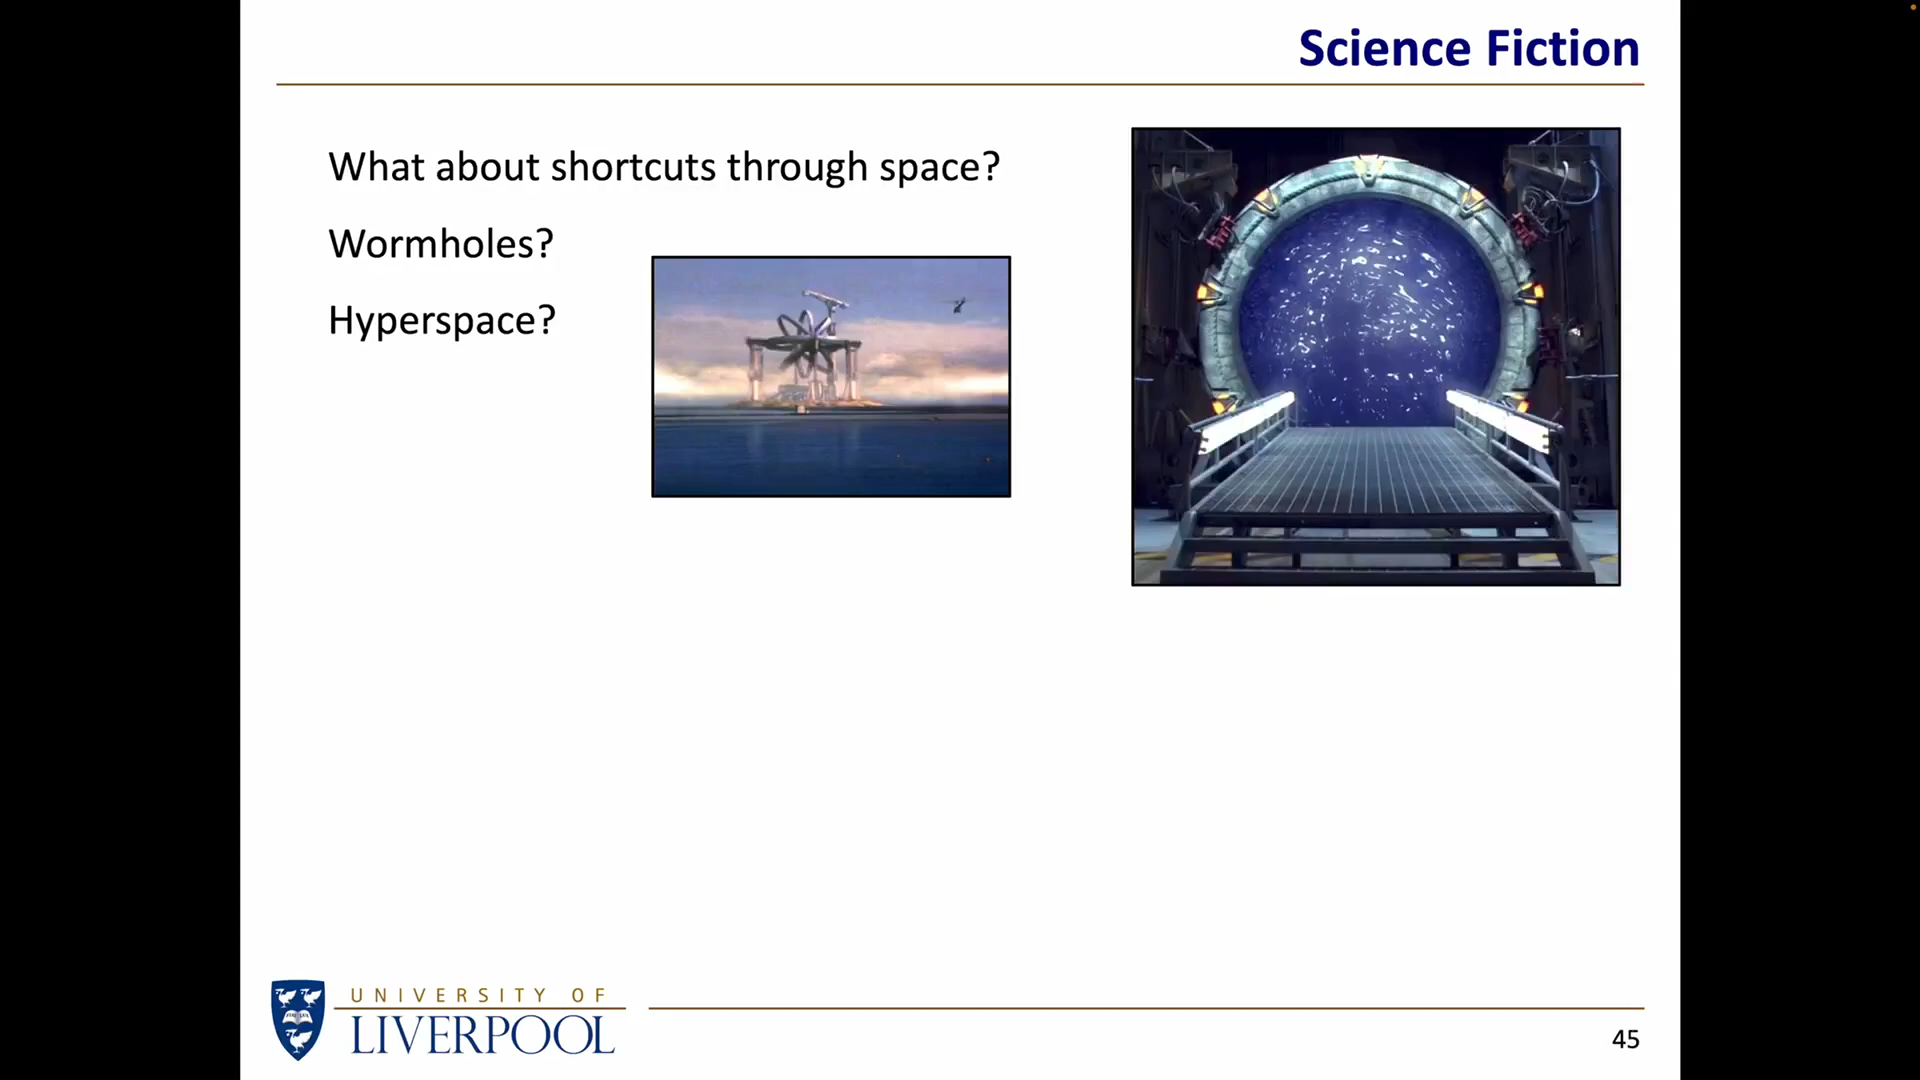 Science Fiction
What about shortcuts through space?
Wormholes?
Hyperspace?
UNIVERSITY OF
LIVERPOOL
45